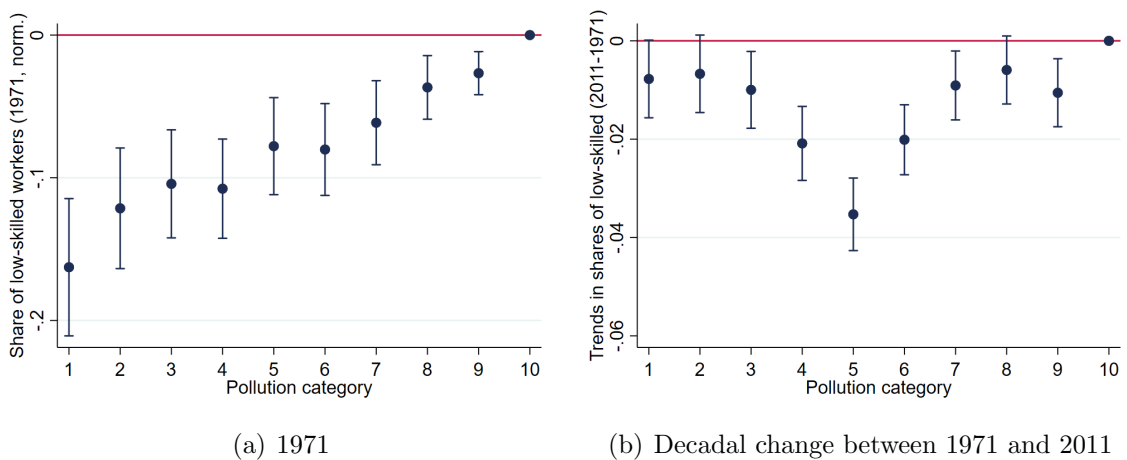 Share of low-skilled workers (1971, norm.)
0
-.1
-.2
1 2 3 4 5 6 7 8 9 10
Pollution category
(a) 1971
Trends in shares of low-skilled (2011-1971)
0
-.02
-.04
-.06
1 2 3 4 5 6 7 8 9 10
Pollution category
(b) Decadal change between 1971 and 2011